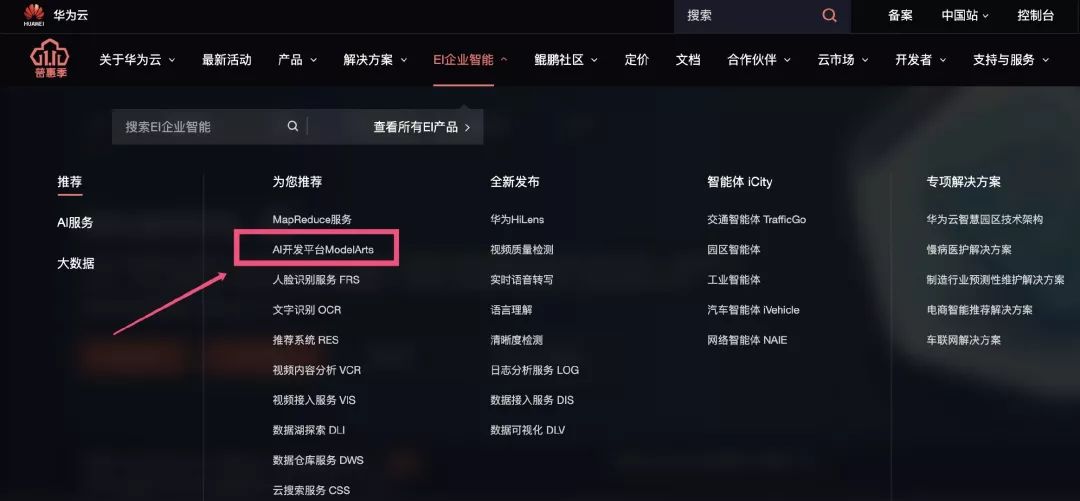 HUAWEI
华为云
搜索
备案
中国站
控制台
11.11
普惠季
关于华为云
最新活动
产品
解决方案
EI企业智能
鲲鹏社区
定价
文档
合作伙伴
云市场
开发者
支持与服务
搜索EI企业智能
查看所有EI产品
推荐
AI服务
大数据
为您推荐
MapReduce服务
AI开发平台ModelArts
人脸识别服务 FRS
文字识别 OCR
推荐系统 RES
视频内容分析 VCR
视频接入服务 VIS
数据湖探索 DLI
数据仓库服务 DWS
云搜索服务 CSS
全新发布
华为HiLens
视频质量检测
实时语音转写
语言理解
清晰度检测
日志分析服务 LOG
数据接入服务 DIS
数据可视化 DLV
智能体 iCity
交通智能体 TrafficGo
园区智能体
工业智能体
汽车智能体 iVehicle
网络智能体 NAIE
专项解决方案
华为云智慧园区技术架构
慢病医护解决方案
制造行业预测性维护解决方案
电商智能推荐解决方案
车联网解决方案